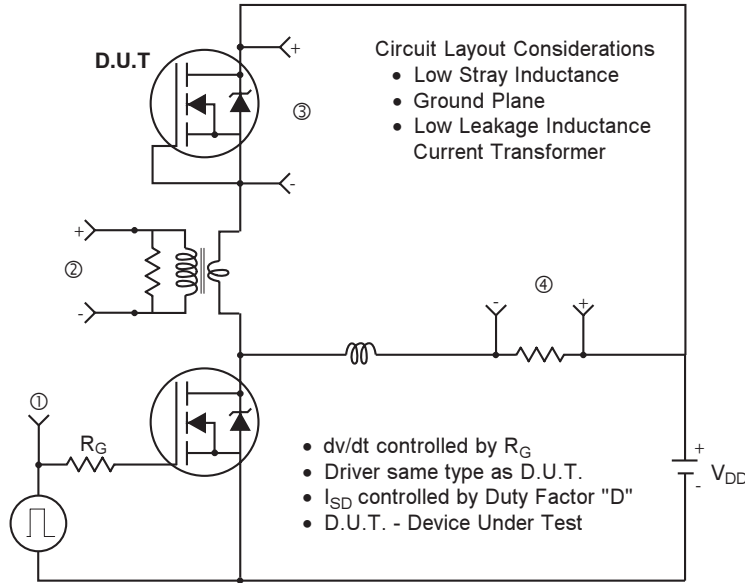 D.U.T
+
③
-
Circuit Layout Considerations
• Low Stray Inductance
• Ground Plane
• Low Leakage Inductance
Current Transformer
+
②
-
-
④
+
①
R_G
• dv/dt controlled by R_G
• Driver same type as D.U.T.
• I_SD controlled by Duty Factor "D"
• D.U.T. - Device Under Test
+
-
V_DD